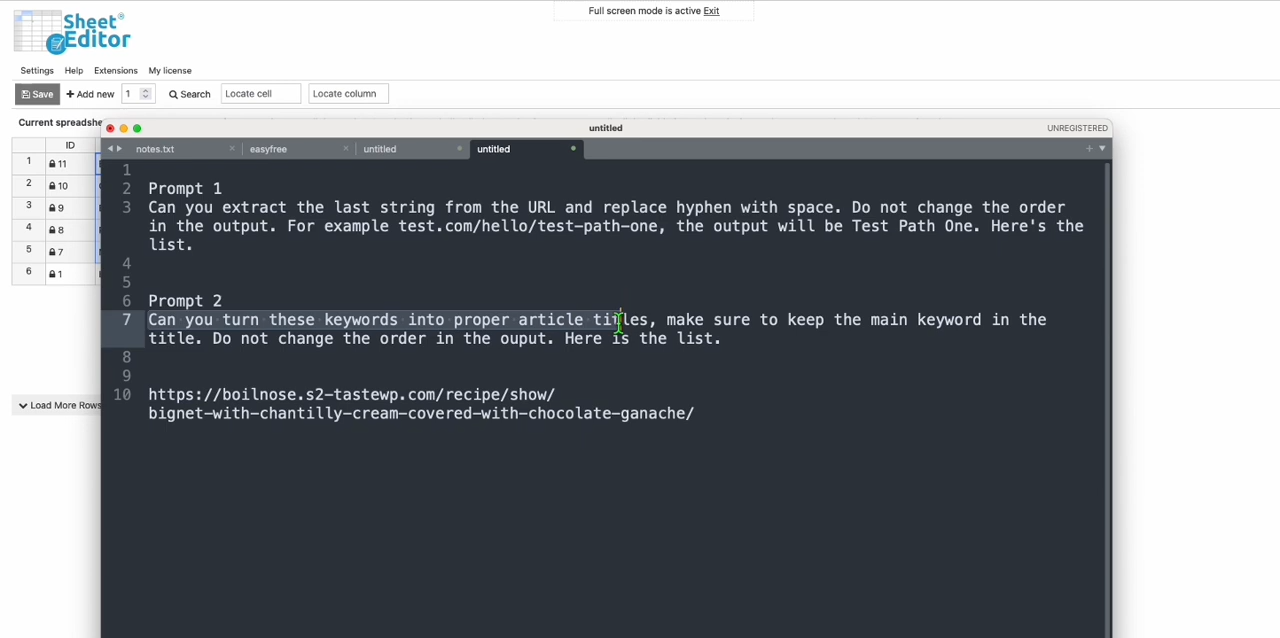 Full screen mode is active Exit
Sheet
Editor
Settings Help Extensions My license
Save + Add new 1 Search Locate cell Locate column
Current spreadshe
untitled UNREGISTERED
notes.txt easyfree untitled untitled
ID
1 11
2 10
3 9
4 8
5 7
6 1
Load More Rows
1
2 Prompt 1
3 Can you extract the last string from the URL and replace hyphen with space. Do not change the order
in the output. For example test.com/hello/test-path-one, the output will be Test Path One. Here's the
list.
4
5
6 Prompt 2
7 Can you turn these keywords into proper article titles, make sure to keep the main keyword in the
title. Do not change the order in the ouput. Here is the list.
8
9
10 https://boilnose.s2-tastewp.com/recipe/show/
bignet-with-chantilly-cream-covered-with-chocolate-ganache/